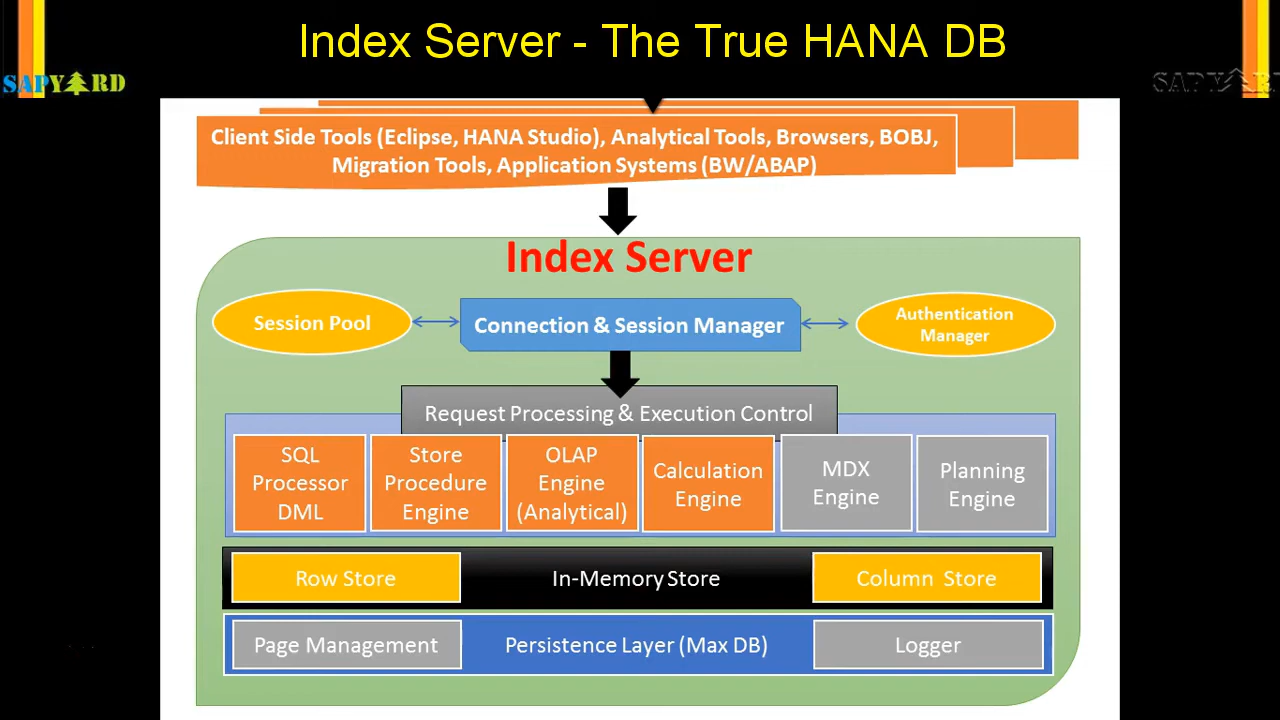 Index Server - The True HANA DB
SAPYARD
SAPYARD
Client Side Tools (Eclipse, HANA Studio), Analytical Tools, Browsers, BOBJ,
Migration Tools, Application Systems (BW/ABAP)
Index Server
Session Pool
Connection & Session Manager
Authentication
Manager
Request Processing & Execution Control
SQL
Processor
DML
Store
Procedure
Engine
OLAP
Engine
(Analytical)
Calculation
Engine
MDX
Engine
Planning
Engine
Row Store
In-Memory Store
Column Store
Page Management
Persistence Layer (Max DB)
Logger